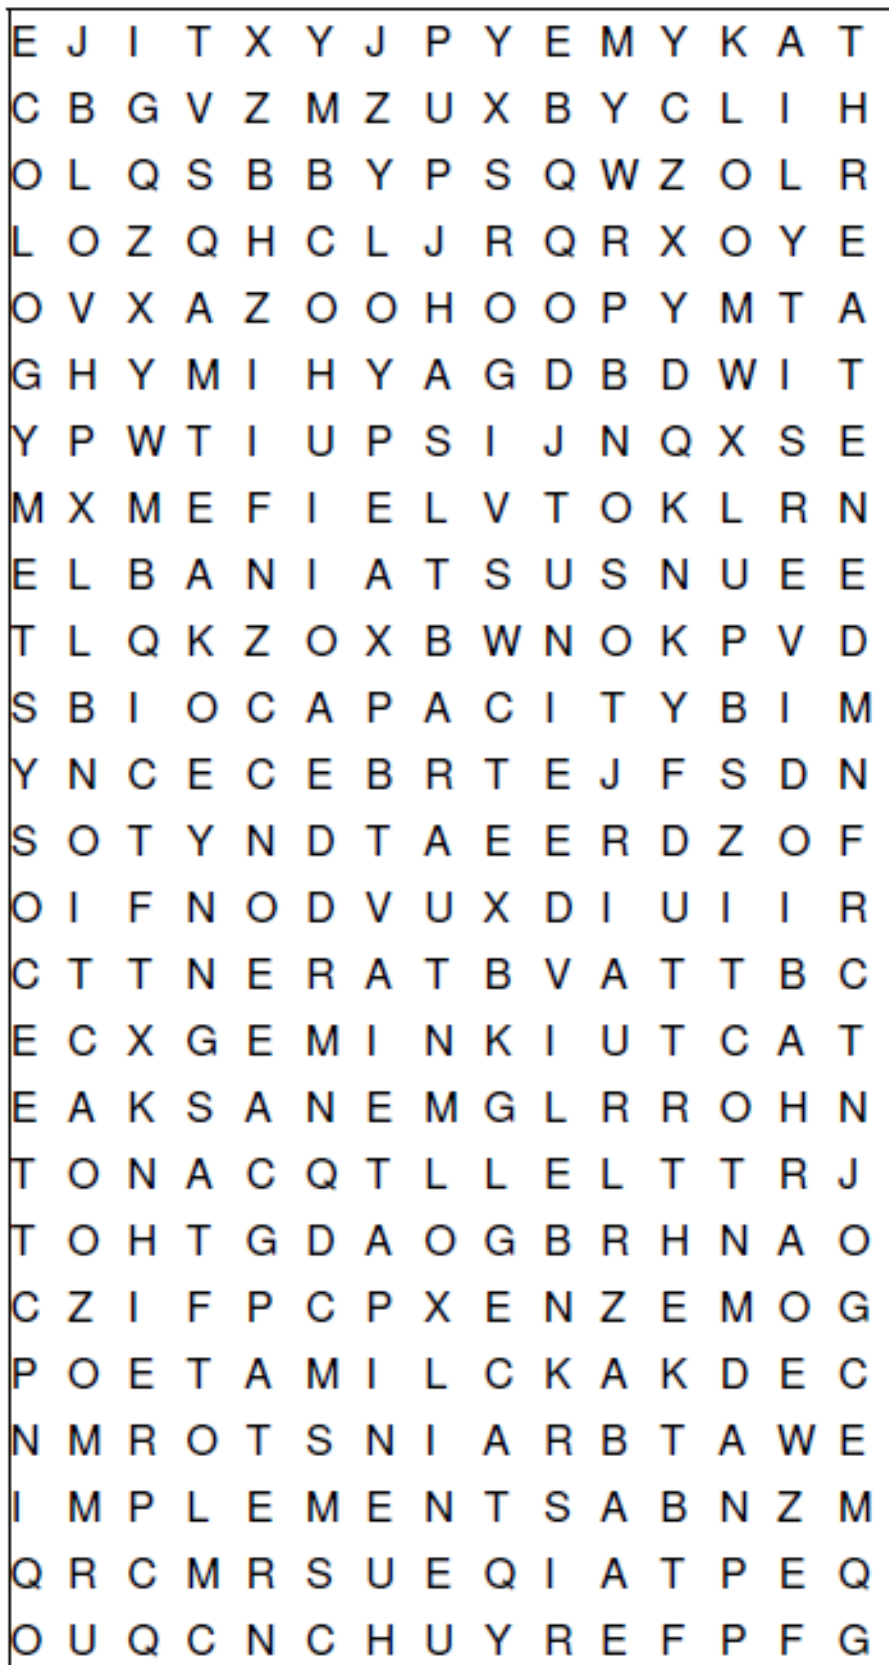 E J I T X Y J P Y E M Y K A T
C B G V Z M Z U X B Y C L I H
O L Q S B B Y P S Q W Z O L R
L O Z Q H C L J R Q R X O Y E
O V X A Z O O H O O P Y M T A
G H Y M I H Y A G D B D W I T
Y P W T I U P S I J N Q X S E
M X M E F I E L V T O K L R N
E L B A N I A T S U S N U E E
T L Q K Z O X B W N O K P V D
S B I O C A P A C I T Y B I M
Y N C E C E B R T E J F S D N
S O T Y N D T A E E R D Z O F
O I F N O D V U X D I U I I R
C T T N E R A T B V A T T B C
E C X G E M I N K I U T C A T
E A K S A N E M G L R R O H N
T O N A C Q T L L E L T T R J
T O H T G D A O G B R H N A O
C Z I F P C P X E N Z E M O G
P O E T A M I L C K A K D E C
N M R O T S N I A R B T A W E
I M P L E M E N T S A B N Z M
Q R C M R S U E Q I A T P E Q
O U Q C N C H U Y R E F P F G